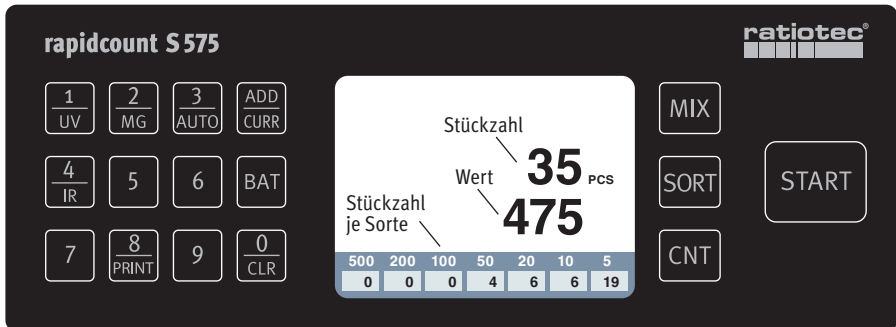 rapidcount S 575
ratiotec®
1
UV
2
MG
3
AUTO
ADD
CURR
4
IR
5
6
BAT
7
8
PRINT
9
0
CLR
Stückzahl
35 PCS
Wert
475
Stückzahl
je Sorte
500 200 100 50 20 10 5
0 0 0 4 6 6 19
MIX
SORT
CNT
START